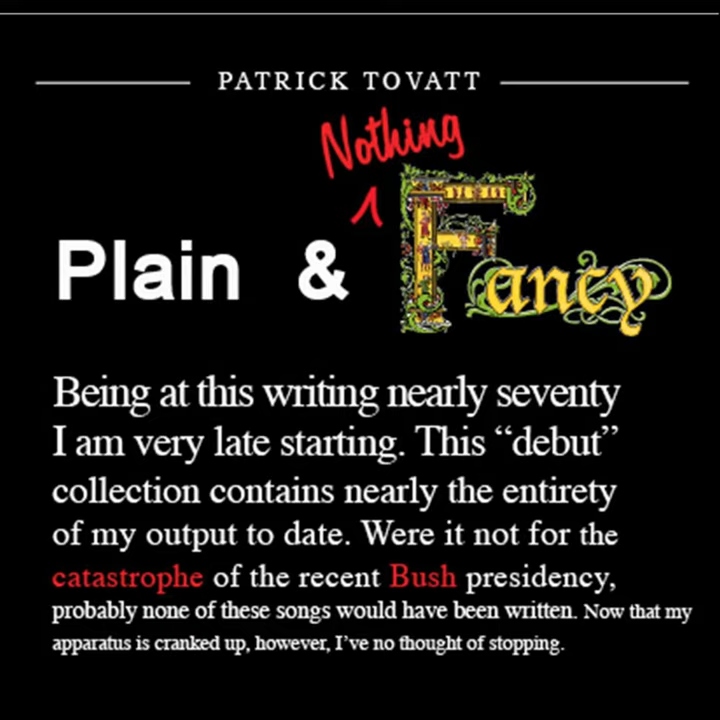 PATRICK TOVATT
Nothing
Plain & Fancy
Being at this writing nearly seventy
I am very late starting. This “debut”
collection contains nearly the entirety
of my output to date. Were it not for the
catastrophe of the recent Bush presidency,
probably none of these songs would have been written. Now that my
apparatus is cranked up, however, I’ve no thought of stopping.